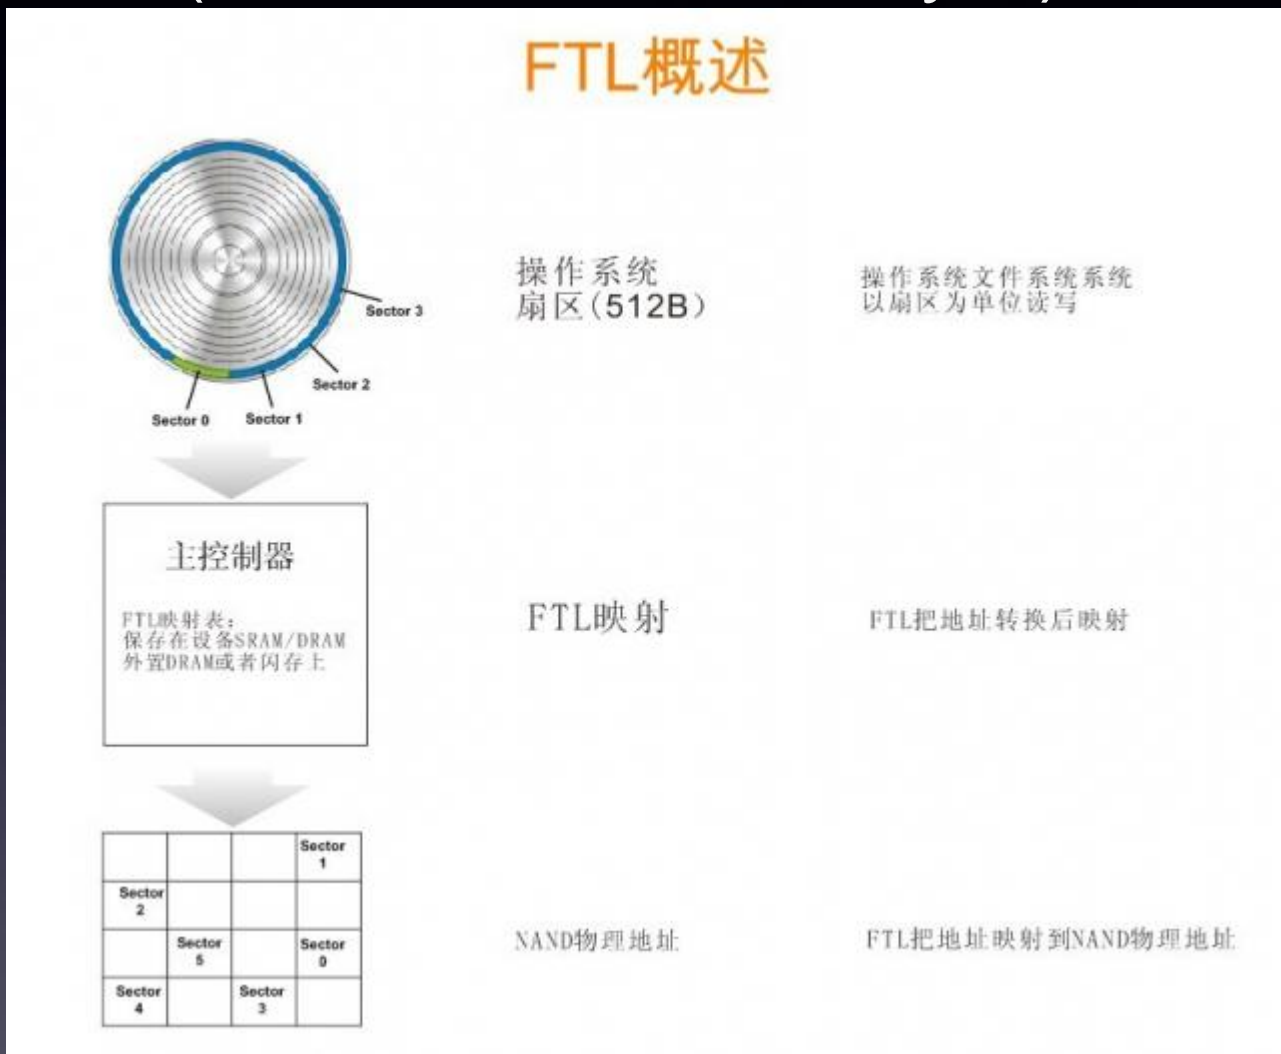 FTL概述
操作系统
扇区(512B)
操作系统文件系统系统
以扇区为单位读写
Sector 3
Sector 2
Sector 0
Sector 1
主控制器
FTL映射表:
保存在设备SRAM/DRAM
外置DRAM或者闪存上
FTL映射
FTL把地址转换后映射
Sector
1
Sector
2
Sector
5
Sector
0
Sector
4
Sector
3
NAND物理地址
FTL把地址映射到NAND物理地址